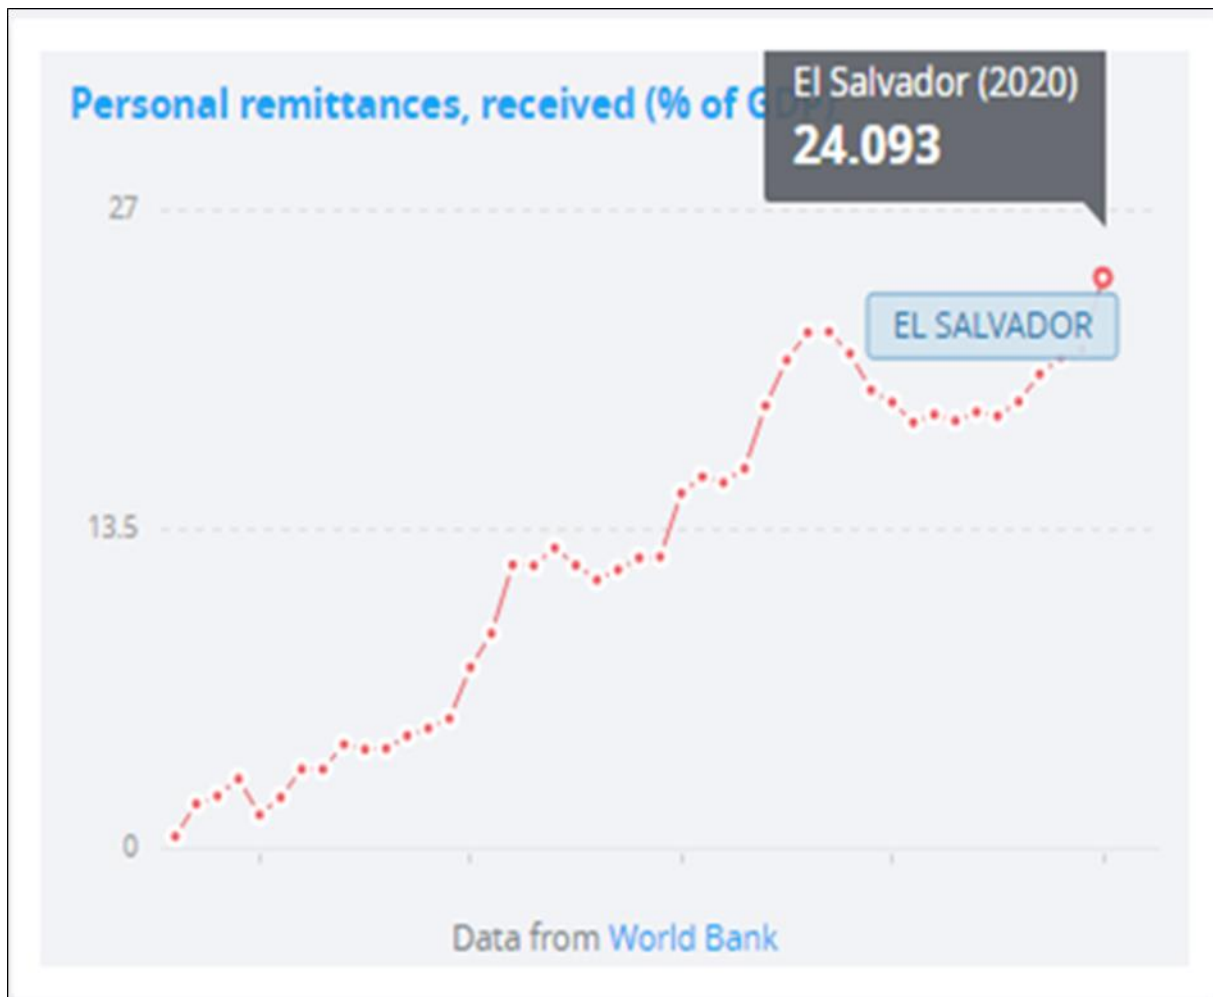 El Salvador (2020)
Personal remittances, received (% of GDP)
24.093
27
EL SALVADOR
13.5
0
Data from World Bank